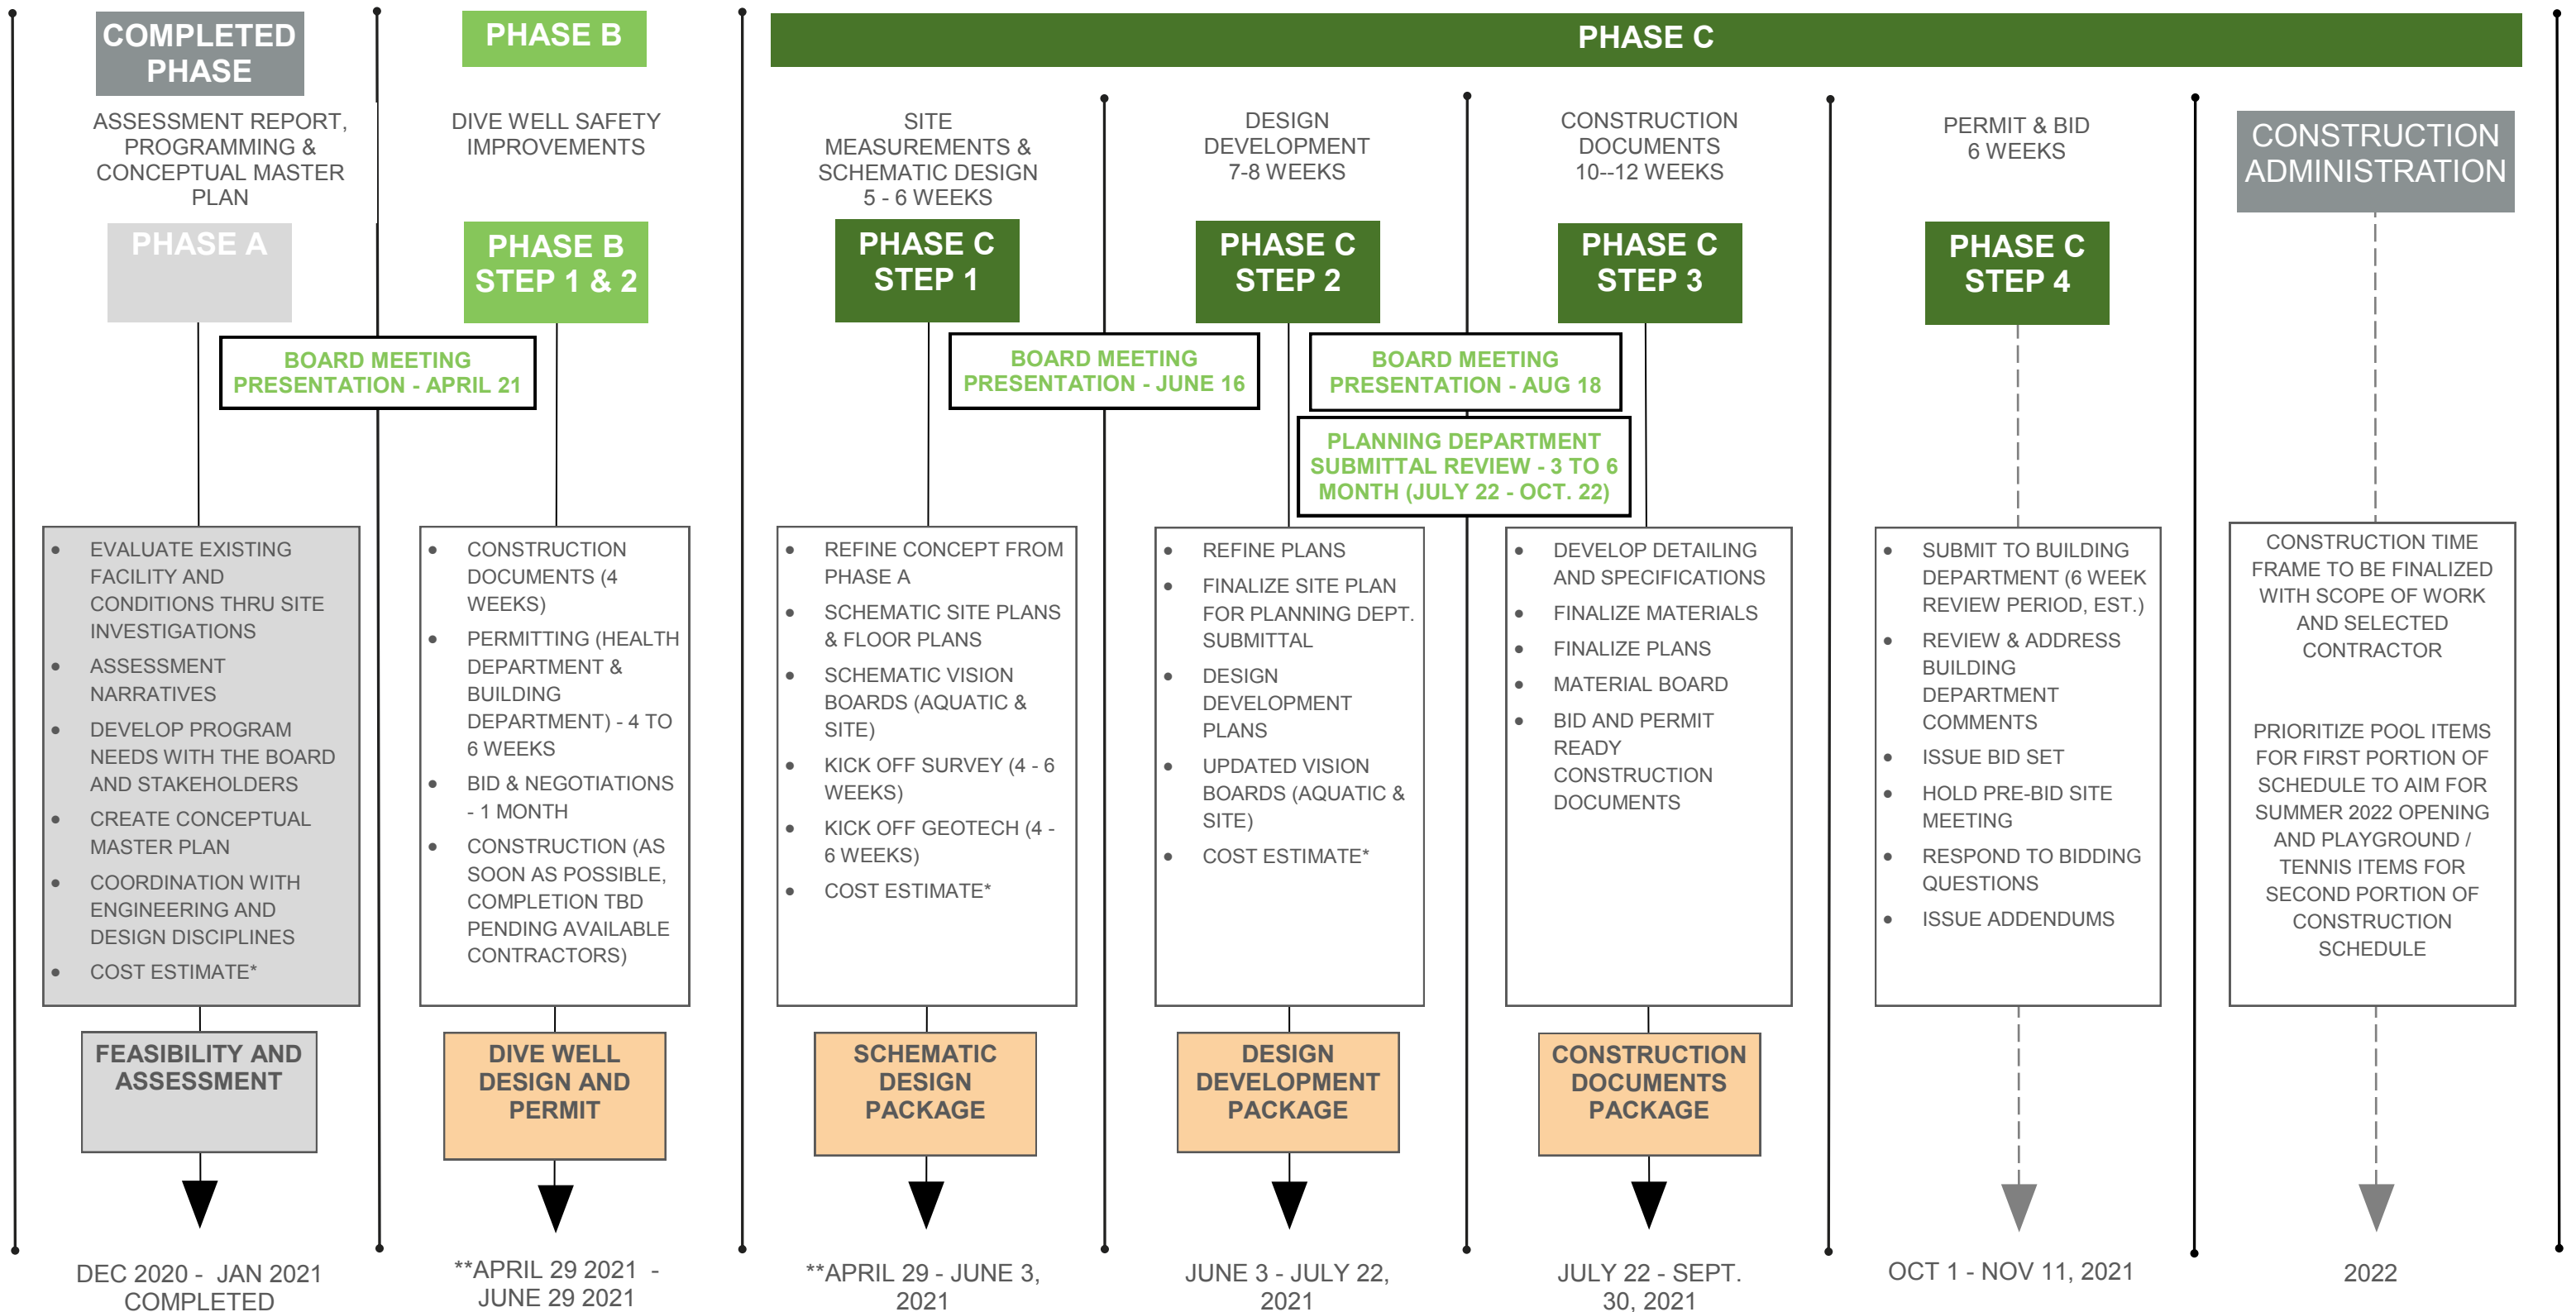 COMPLETED
PHASE
ASSESSMENT REPORT,
PROGRAMMING &
CONCEPTUAL MASTER
PLAN
PHASE A
BOARD MEETING
PRESENTATION - APRIL 21
• EVALUATE EXISTING
FACILITY AND
CONDITIONS THRU SITE
INVESTIGATIONS
• ASSESSMENT
NARRATIVES
• DEVELOP PROGRAM
NEEDS WITH THE BOARD
AND STAKEHOLDERS
• CREATE CONCEPTUAL
MASTER PLAN
• COORDINATION WITH
ENGINEERING AND
DESIGN DISCIPLINES
• COST ESTIMATE*
FEASIBILITY AND
ASSESSMENT
DEC 2020 - JAN 2021
COMPLETED
PHASE B
DIVE WELL SAFETY
IMPROVEMENTS
PHASE B
STEP 1 & 2
• CONSTRUCTION
DOCUMENTS (4
WEEKS)
• PERMITTING (HEALTH
DEPARTMENT &
BUILDING
DEPARTMENT) - 4 TO
6 WEEKS
• BID & NEGOTIATIONS
- 1 MONTH
• CONSTRUCTION (AS
SOON AS POSSIBLE,
COMPLETION TBD
PENDING AVAILABLE
CONTRACTORS)
DIVE WELL
DESIGN AND
PERMIT
**APRIL 29 2021 -
JUNE 29 2021
PHASE C
SITE
MEASUREMENTS &
SCHEMATIC DESIGN
5 - 6 WEEKS
PHASE C
STEP 1
BOARD MEETING
PRESENTATION - JUNE 16
• REFINE CONCEPT FROM
PHASE A
• SCHEMATIC SITE PLANS
& FLOOR PLANS
• SCHEMATIC VISION
BOARDS (AQUATIC &
SITE)
• KICK OFF SURVEY (4 - 6
WEEKS)
• KICK OFF GEOTECH (4 -
6 WEEKS)
• COST ESTIMATE*
SCHEMATIC
DESIGN
PACKAGE
**APRIL 29 - JUNE 3,
2021
DESIGN
DEVELOPMENT
7-8 WEEKS
PHASE C
STEP 2
BOARD MEETING
PRESENTATION - AUG 18
PLANNING DEPARTMENT
SUBMITTAL REVIEW - 3 TO 6
MONTH (JULY 22 - OCT. 22)
• REFINE PLANS
• FINALIZE SITE PLAN
FOR PLANNING DEPT.
SUBMITTAL
• DESIGN
DEVELOPMENT
PLANS
• UPDATED VISION
BOARDS (AQUATIC &
SITE)
• COST ESTIMATE*
DESIGN
DEVELOPMENT
PACKAGE
JUNE 3 - JULY 22,
2021
CONSTRUCTION
DOCUMENTS
10--12 WEEKS
PHASE C
STEP 3
• DEVELOP DETAILING
AND SPECIFICATIONS
• FINALIZE MATERIALS
• FINALIZE PLANS
• MATERIAL BOARD
• BID AND PERMIT
READY
CONSTRUCTION
DOCUMENTS
CONSTRUCTION
DOCUMENTS
PACKAGE
JULY 22 - SEPT.
30, 2021
PERMIT & BID
6 WEEKS
PHASE C
STEP 4
• SUBMIT TO BUILDING
DEPARTMENT (6 WEEK
REVIEW PERIOD, EST.)
• REVIEW & ADDRESS
BUILDING
DEPARTMENT
COMMENTS
• ISSUE BID SET
• HOLD PRE-BID SITE
MEETING
• RESPOND TO BIDDING
QUESTIONS
• ISSUE ADDENDUMS
OCT 1 - NOV 11, 2021
CONSTRUCTION
ADMINISTRATION
CONSTRUCTION TIME
FRAME TO BE FINALIZED
WITH SCOPE OF WORK
AND SELECTED
CONTRACTOR
PRIORITIZE POOL ITEMS
FOR FIRST PORTION OF
SCHEDULE TO AIM FOR
SUMMER 2022 OPENING
AND PLAYGROUND /
TENNIS ITEMS FOR
SECOND PORTION OF
CONSTRUCTION
SCHEDULE
2022